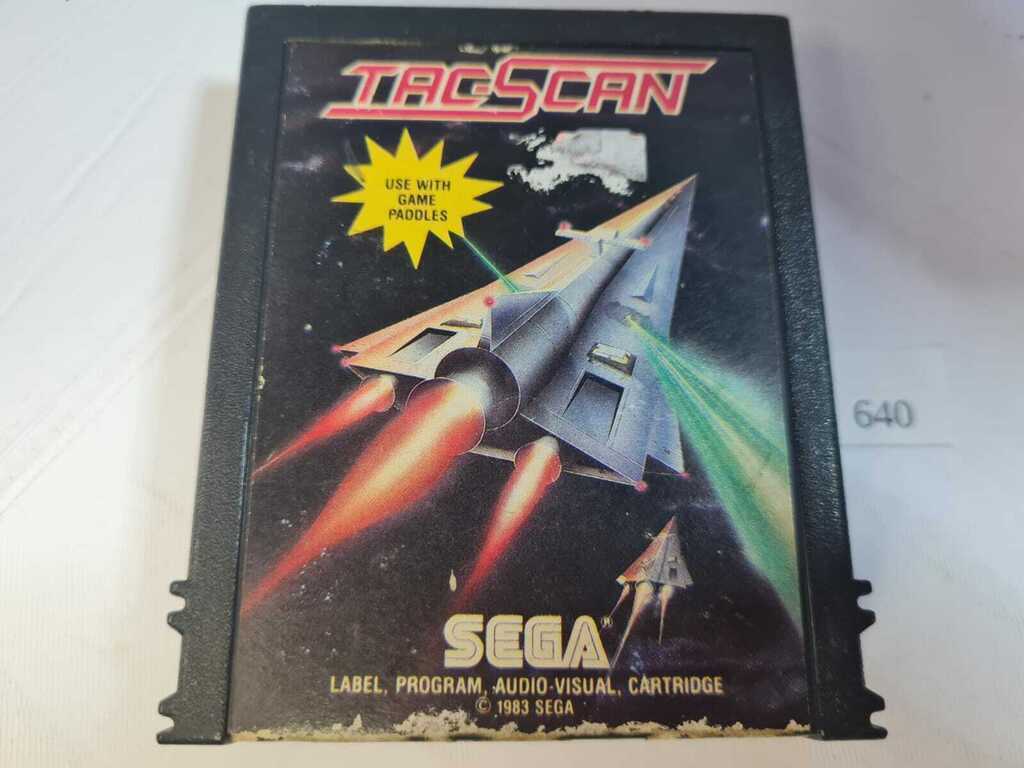 TAC-SCAN
USE WITH
GAME
PADDLES
640
SEGA®
LABEL, PROGRAM, AUDIO-VISUAL, CARTRIDGE
© 1983 SEGA